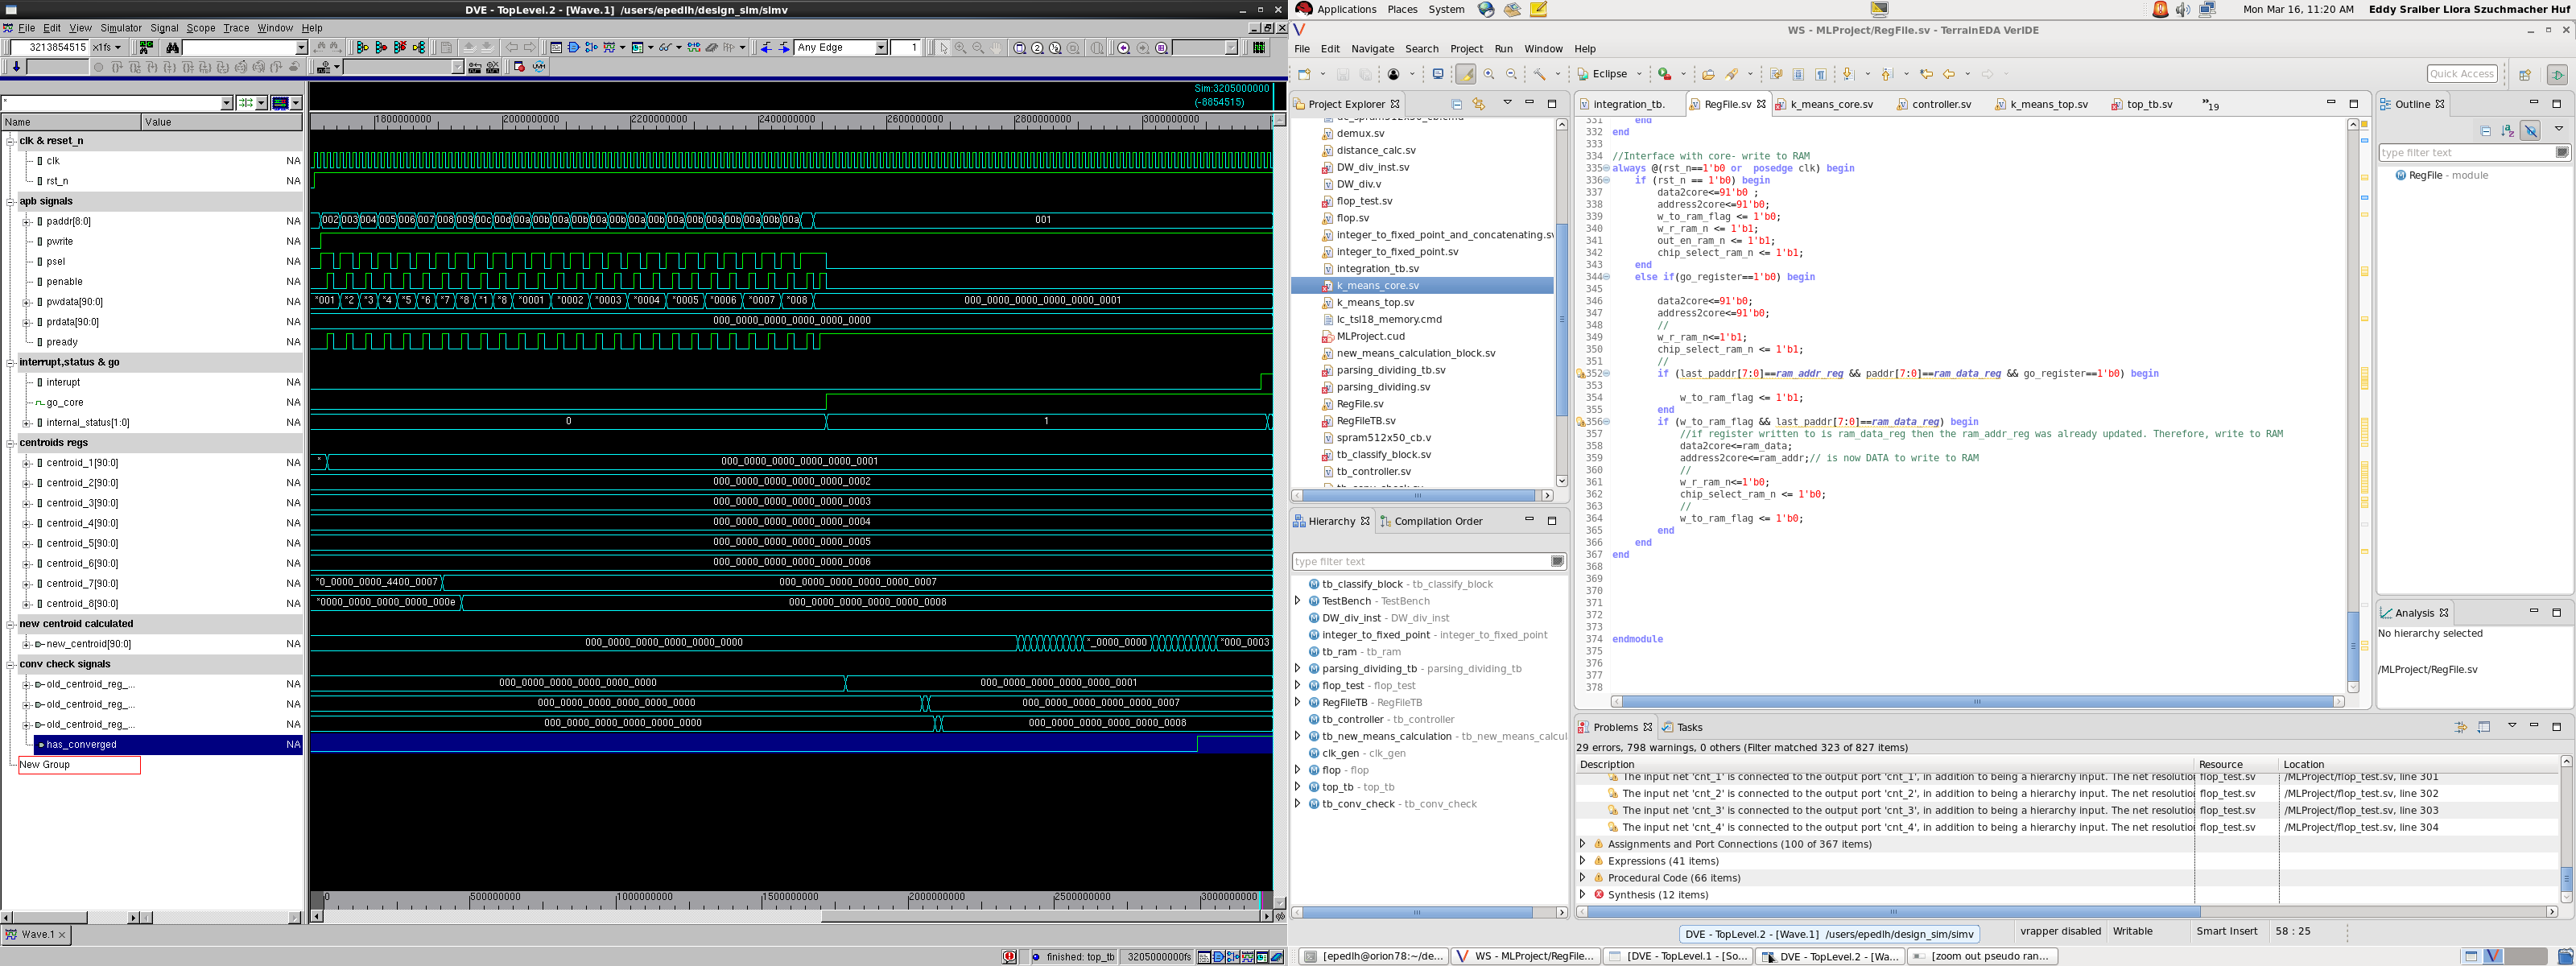 DVE - TopLevel.2 - [Wave.1]  /users/epedlh/design_sim/simv
File Edit View Simulator Signal Scope Trace Window Help
3213854515 x1fs
Any Edge 1
Sim:3205000000
(-8854515)
*
Name Value
1800000000 2000000000 2200000000 2400000000 2600000000 2800000000 3000000000
clk & reset_n
clk NA
rst_n NA
apb signals
paddr[8:0] NA 002 003 004 005 006 007 008 009 00c 00d 00a 00b 00a 00b 00a 00b 00a 00b 00a 00b 00a 00b 00a 00b 00a 001
pwrite NA
psel NA
penable NA
pwdata[90:0] NA *001 *2 *3 *4 *5 *6 *7 *8 *1 *8 *0001 *0002 *0003 *0004 *0005 *0006 *0007 *008 000_0000_0000_0000_0000_0001
prdata[90:0] NA 000_0000_0000_0000_0000_0000
pready NA
interrupt,status & go
interupt NA
go_core NA
internal_status[1:0] NA 0 1
centroids regs
centroid_1[90:0] NA * 000_0000_0000_0000_0000_0001
centroid_2[90:0] NA 000_0000_0000_0000_0000_0002
centroid_3[90:0] NA 000_0000_0000_0000_0000_0003
centroid_4[90:0] NA 000_0000_0000_0000_0000_0004
centroid_5[90:0] NA 000_0000_0000_0000_0000_0005
centroid_6[90:0] NA 000_0000_0000_0000_0000_0006
centroid_7[90:0] NA *0_0000_0000_4400_0007 000_0000_0000_0000_0000_0007
centroid_8[90:0] NA *0000_0000_0000_0000_000e 000_0000_0000_0000_0000_0008
new centroid calculated
new_centroid[90:0] NA 000_0000_0000_0000_0000_0000 *_0000_0000 *000_0003
conv check signals
old_centroid_reg_... NA 000_0000_0000_0000_0000_0000 000_0000_0000_0000_0000_0001
old_centroid_reg_... NA 000_0000_0000_0000_0000_0000 000_0000_0000_0000_0000_0007
old_centroid_reg_... NA 000_0000_0000_0000_0000_0000 000_0000_0000_0000_0000_0008
has_converged NA
New Group
0 500000000 1000000000 1500000000 2000000000 2500000000 3000000000
Wave.1
finished: top_tb 3205000000fs
Applications Places System Mon Mar 16, 11:20 AM Eddy Sraiber Llora Szuchmacher Huf
WS - MLProject/RegFile.sv - TerrainEDA VerIDE
File Edit Navigate Search Project Run Window Help
Eclipse
Quick Access
Project Explorer
demux.sv
distance_calc.sv
DW_div_inst.sv
DW_div.v
flop_test.sv
flop.sv
integer_to_fixed_point_and_concatenating.sv
integer_to_fixed_point.sv
integration_tb.sv
k_means_core.sv
k_means_top.sv
lc_tsl18_memory.cmd
MLProject.cud
new_means_calculation_block.sv
parsing_dividing_tb.sv
parsing_dividing.sv
RegFile.sv
RegFileTB.sv
spram512x50_cb.v
tb_classify_block.sv
tb_controller.sv
Hierarchy Compilation Order
type filter text
tb_classify_block - tb_classify_block
TestBench - TestBench
DW_div_inst - DW_div_inst
integer_to_fixed_point - integer_to_fixed_point
tb_ram - tb_ram
parsing_dividing_tb - parsing_dividing_tb
flop_test - flop_test
RegFileTB - RegFileTB
tb_controller - tb_controller
tb_new_means_calculation - tb_new_means_calcul
clk_gen - clk_gen
flop - flop
top_tb - top_tb
tb_conv_check - tb_conv_check
integration_tb. RegFile.sv k_means_core.sv controller.sv k_means_top.sv top_tb.sv »19
331 end
332 end
333
334 //Interface with core- write to RAM
335 always @(rst_n==1'b0 or  posedge clk) begin
336 if (rst_n == 1'b0) begin
337 data2core<=91'b0 ;
338 address2core<=91'b0;
339 w_to_ram_flag <= 1'b0;
340 w_r_ram_n <= 1'b1;
341 out_en_ram_n <= 1'b1;
342 chip_select_ram_n <= 1'b1;
343 end
344 else if(go_register==1'b0) begin
345
346 data2core<=91'b0;
347 address2core<=91'b0;
348 //
349 w_r_ram_n<=1'b1;
350 chip_select_ram_n <= 1'b1;
351 //
352 if (last_paddr[7:0]==ram_addr_reg && paddr[7:0]==ram_data_reg && go_register==1'b0) begin
353
354 w_to_ram_flag <= 1'b1;
355 end
356 if (w_to_ram_flag && last_paddr[7:0]==ram_data_reg) begin
357 //if register written to is ram_data_reg then the ram_addr_reg was already updated. Therefore, write to RAM
358 data2core<=ram_data;
359 address2core<=ram_addr;// is now DATA to write to RAM
360 //
361 w_r_ram_n<=1'b0;
362 chip_select_ram_n <= 1'b0;
363 //
364 w_to_ram_flag <= 1'b0;
365 end
366 end
367 end
368
369
370
371
372
373
374 endmodule
375
376
377
378
Outline
type filter text
RegFile - module
Analysis
No hierarchy selected
/MLProject/RegFile.sv
Problems Tasks
29 errors, 798 warnings, 0 others (Filter matched 323 of 827 items)
Description Resource Location
The input net 'cnt_1' is connected to the output port 'cnt_1', in addition to being a hierarchy input. The net resolution flop_test.sv /MLProject/flop_test.sv, line 301
The input net 'cnt_2' is connected to the output port 'cnt_2', in addition to being a hierarchy input. The net resolution flop_test.sv /MLProject/flop_test.sv, line 302
The input net 'cnt_3' is connected to the output port 'cnt_3', in addition to being a hierarchy input. The net resolution flop_test.sv /MLProject/flop_test.sv, line 303
The input net 'cnt_4' is connected to the output port 'cnt_4', in addition to being a hierarchy input. The net resolution flop_test.sv /MLProject/flop_test.sv, line 304
Assignments and Port Connections (100 of 367 items)
Expressions (41 items)
Procedural Code (66 items)
Synthesis (12 items)
DVE - TopLevel.2 - [Wave.1]  /users/epedlh/design_sim/simv
vrapper disabled Writable Smart Insert 58 : 25
[epedlh@orion78:~/de... WS - MLProject/RegFile... [DVE - TopLevel.1 - [So... DVE - TopLevel.2 - [Wa... [zoom out pseudo ran...